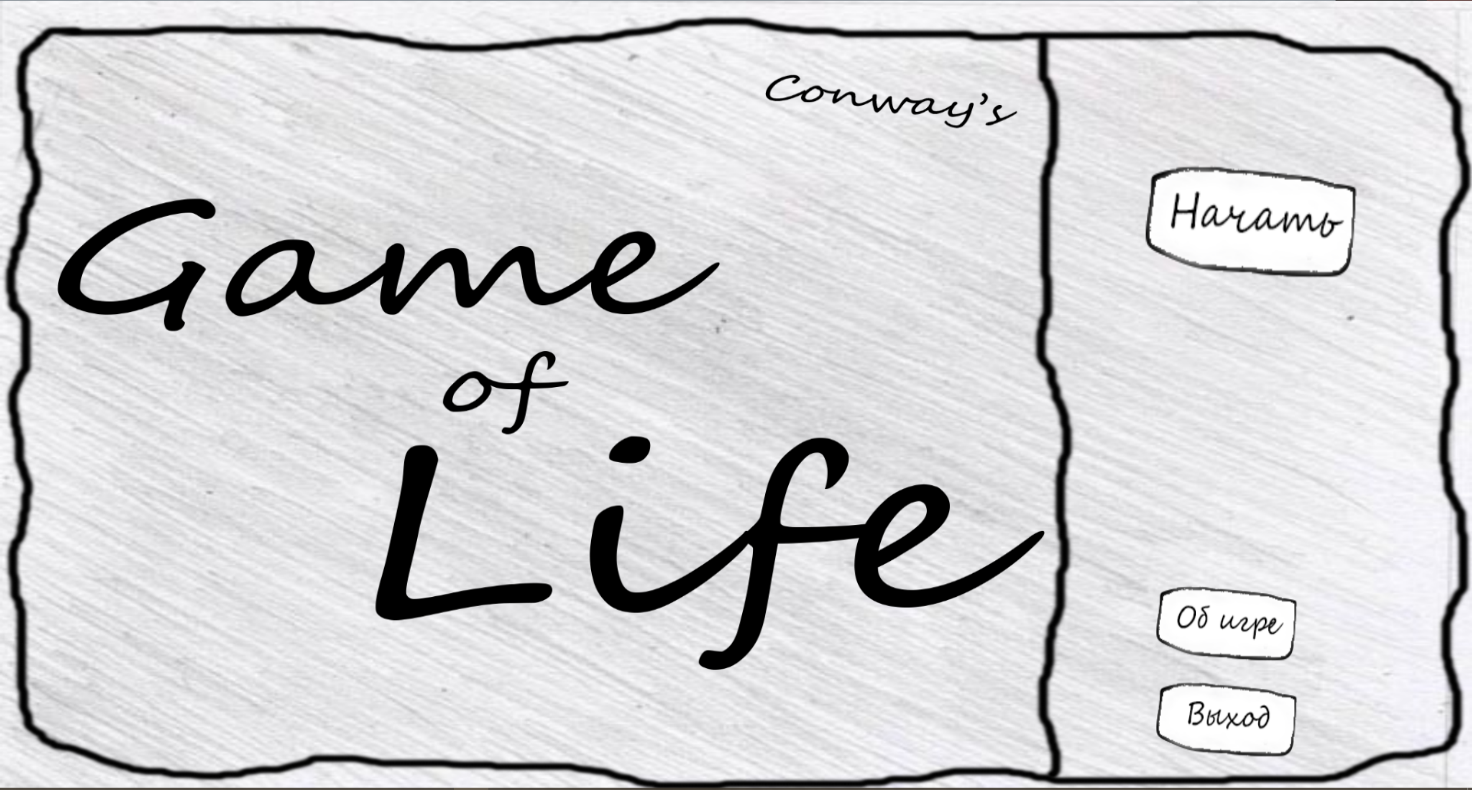 Conway's
Game
of
Life
Начать
Об игре
Выход